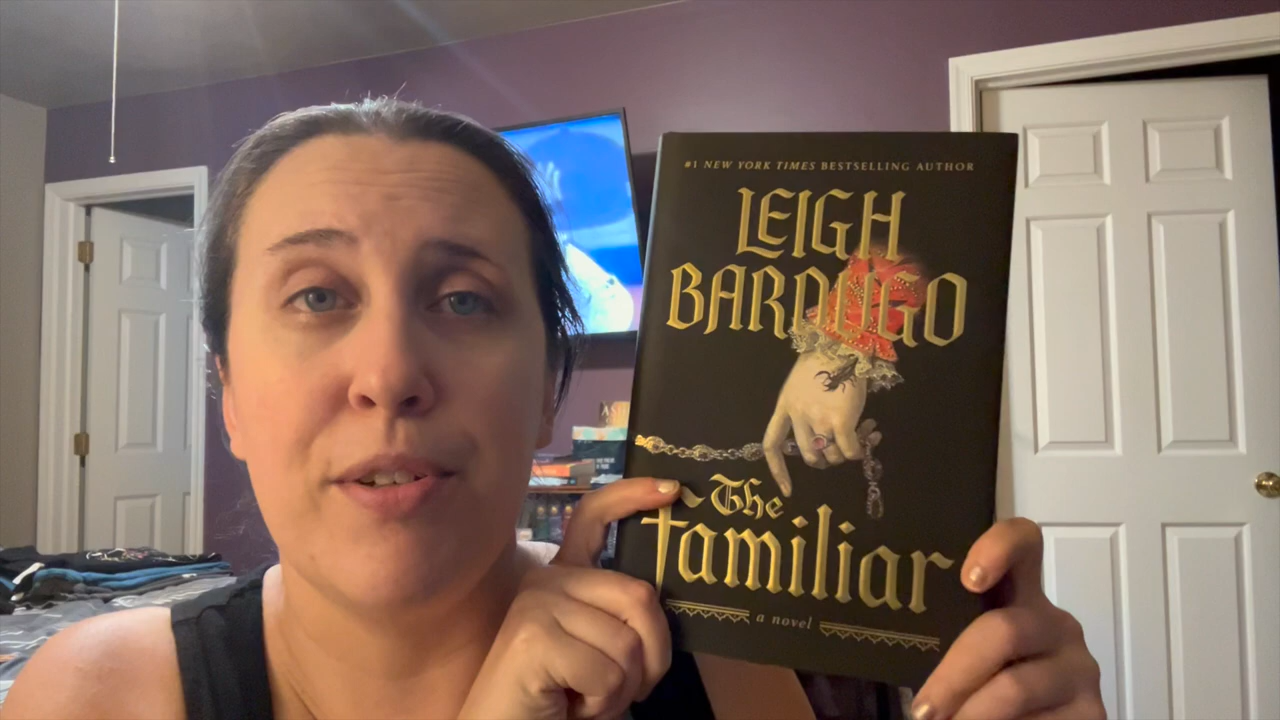 #1 NEW YORK TIMES BESTSELLING AUTHOR
LEIGH
BARDUGO
The
Familiar
a novel